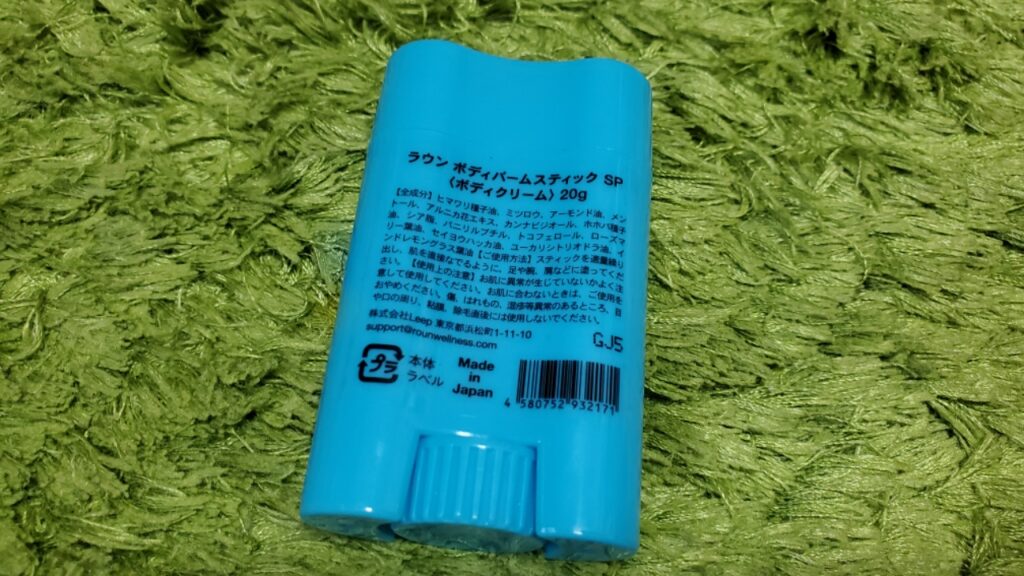 ラウン ボディバームスティック SP
〈ボディクリーム〉20g
【全成分】ヒマワリ種子油、ミツロウ、アーモンド油、メン
トール、アルニカ花エキス、カンナビジオール、ホホバ種子
油、シア脂、バニリルブチル、トコフェロール、ローズマ
リー葉油、セイヨウハッカ油、ユーカリシトリオドラ油、イ
ンドレモングラス葉油【ご使用方法】スティックを適量繰り
出し、肌を直接なでるように、足や腕、肩などに塗ってくだ
さい。【使用上の注意】お肌に異常が生じていないかよく注
意して使用してください。お肌に合わないときは、ご使用を
おやめください。傷、はれもの、湿疹等異常のあるところ、目
や口の周り、粘膜、除毛直後には使用しないでください。
株式会社Leep 東京都浜松町1-11-10
support@rounwellness.com
GJ5
プラ
本体
ラベル
Made
in
Japan
4 580752 932171